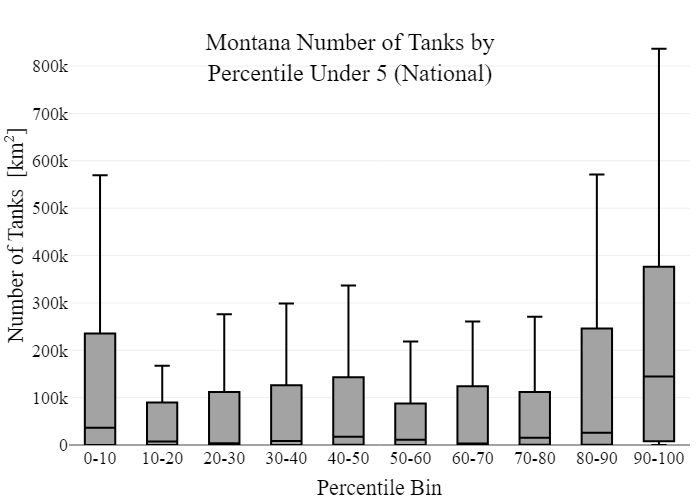 Montana Number of Tanks by
Percentile Under 5 (National)
Number of Tanks [km²]
800k
700k
600k
500k
400k
300k
200k
100k
0
0-10 10-20 20-30 30-40 40-50 50-60 60-70 70-80 80-90 90-100
Percentile Bin